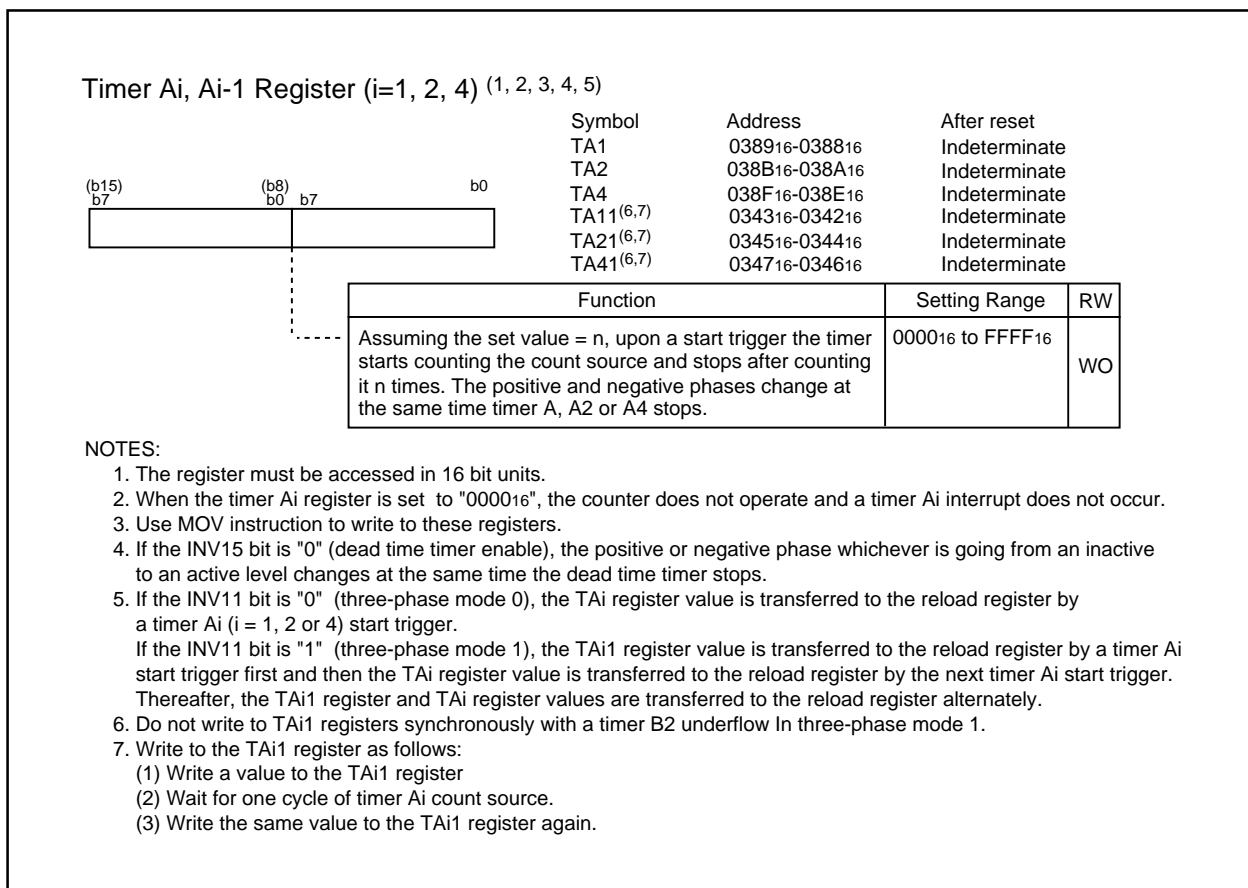 Timer Ai, Ai-1 Register (i=1, 2, 4) (1, 2, 3, 4, 5)
Symbol Address After reset
TA1 038916-038816 Indeterminate
TA2 038B16-038A16 Indeterminate
TA4 038F16-038E16 Indeterminate
TA11(6,7) 034316-034216 Indeterminate
TA21(6,7) 034516-034416 Indeterminate
TA41(6,7) 034716-034616 Indeterminate
(b15) (b8) b0
b7 b0 b7
Function Setting Range RW
Assuming the set value = n, upon a start trigger the timer 000016 to FFFF16
starts counting the count source and stops after counting
WO
it n times. The positive and negative phases change at
the same time timer A, A2 or A4 stops.
NOTES:
1. The register must be accessed in 16 bit units.
2. When the timer Ai register is set to "000016", the counter does not operate and a timer Ai interrupt does not occur.
3. Use MOV instruction to write to these registers.
4. If the INV15 bit is "0" (dead time timer enable), the positive or negative phase whichever is going from an inactive
to an active level changes at the same time the dead time timer stops.
5. If the INV11 bit is "0" (three-phase mode 0), the TAi register value is transferred to the reload register by
a timer Ai (i = 1, 2 or 4) start trigger.
If the INV11 bit is "1" (three-phase mode 1), the TAi1 register value is transferred to the reload register by a timer Ai
start trigger first and then the TAi register value is transferred to the reload register by the next timer Ai start trigger.
Thereafter, the TAi1 register and TAi register values are transferred to the reload register alternately.
6. Do not write to TAi1 registers synchronously with a timer B2 underflow In three-phase mode 1.
7. Write to the TAi1 register as follows:
(1) Write a value to the TAi1 register
(2) Wait for one cycle of timer Ai count source.
(3) Write the same value to the TAi1 register again.